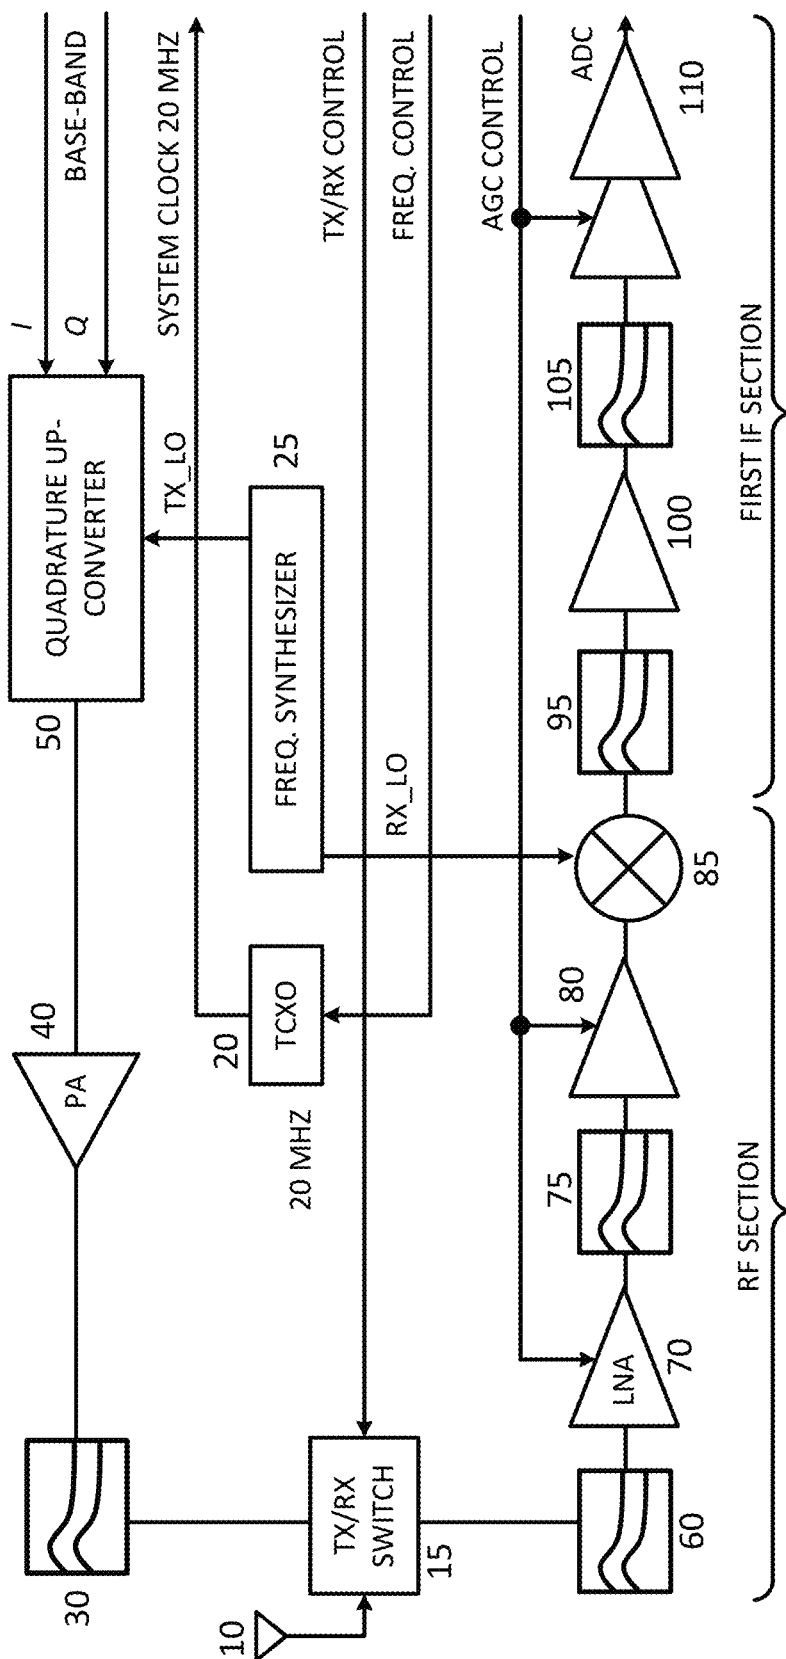 I
Q
BASE-BAND
QUADRATURE UP-
CONVERTER
50
40
PA
30
SYSTEM CLOCK 20 MHZ
TX_LO
25
FREQ. SYNTHESIZER
20
TCXO
20 MHZ
TX/RX CONTROL
FREQ. CONTROL
RX_LO
10
TX/RX
SWITCH
15
AGC CONTROL
60
LNA
70
75
80
85
95
100
105
ADC
110
RF SECTION
FIRST IF SECTION